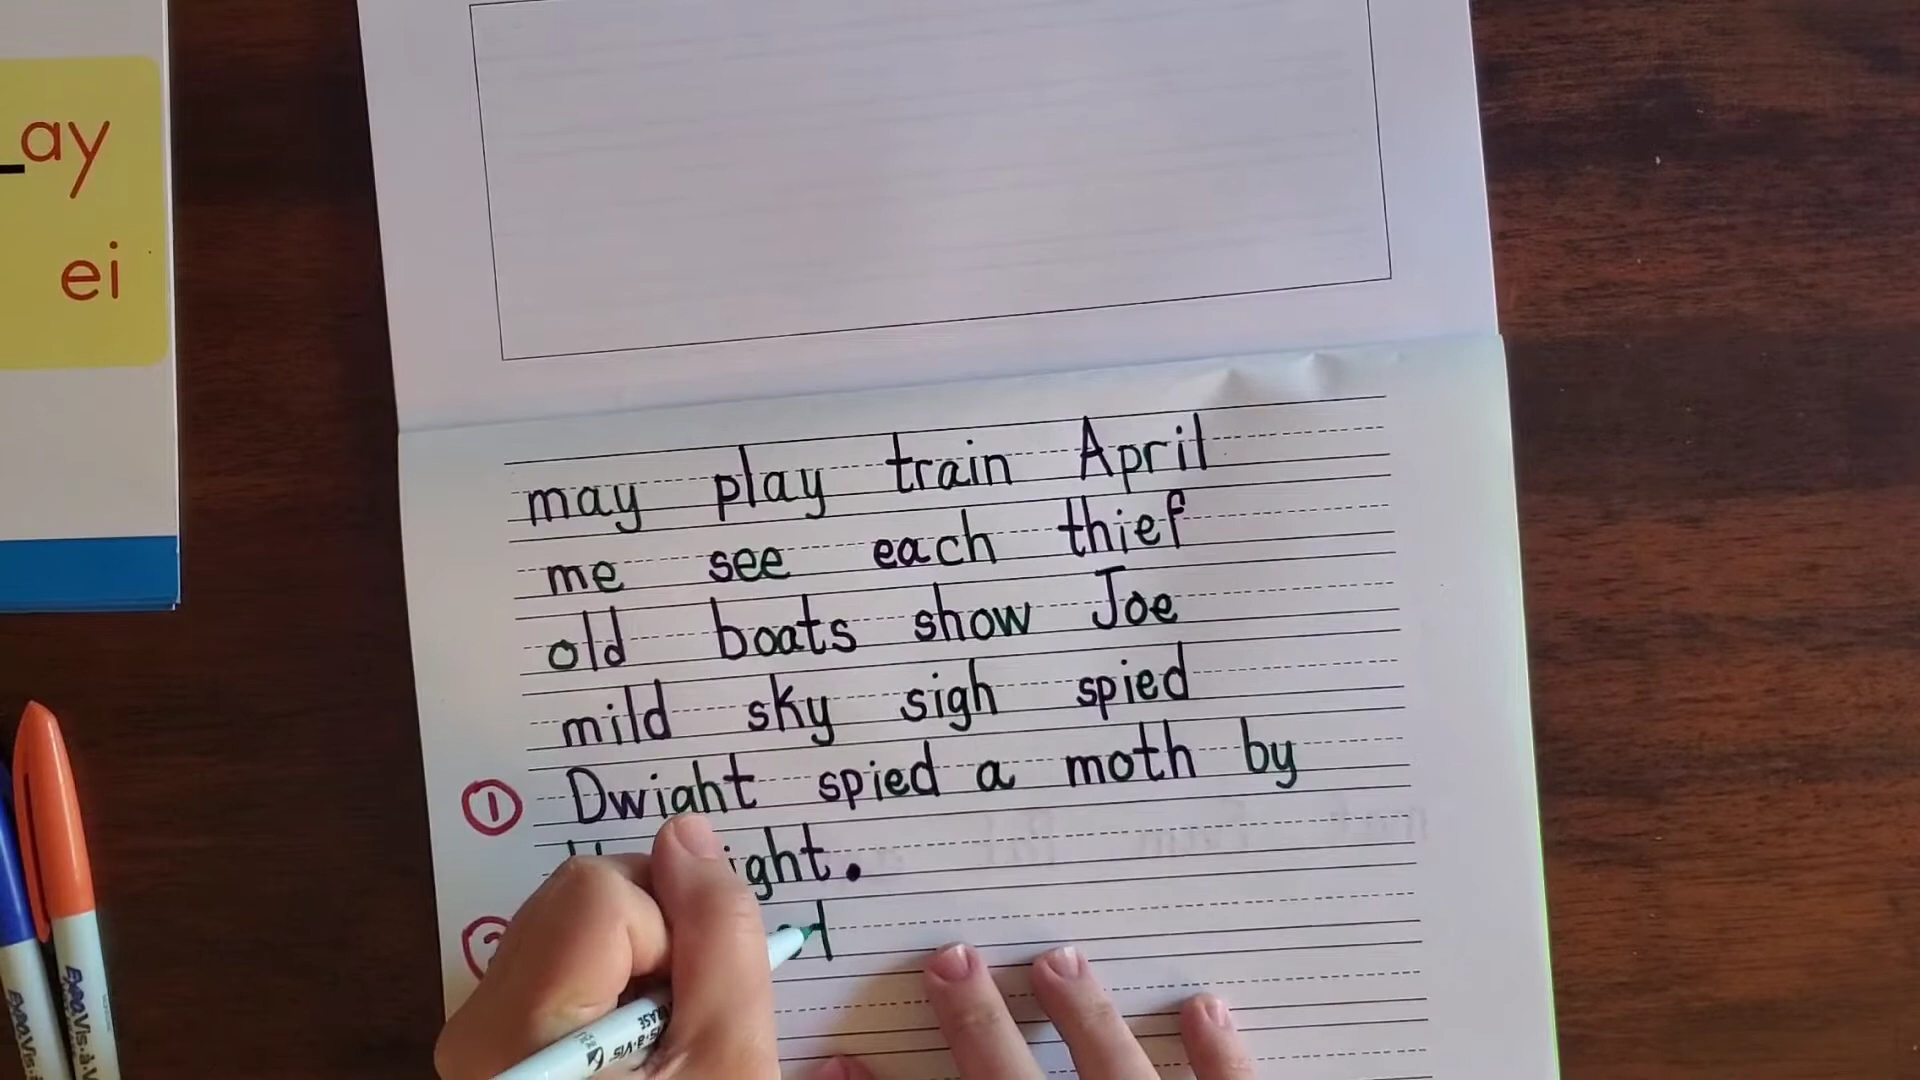 ay
ei
may play train April
me see each thief
old boats show Joe
mild sky sigh spied
① Dwight spied a moth by
ight.
②